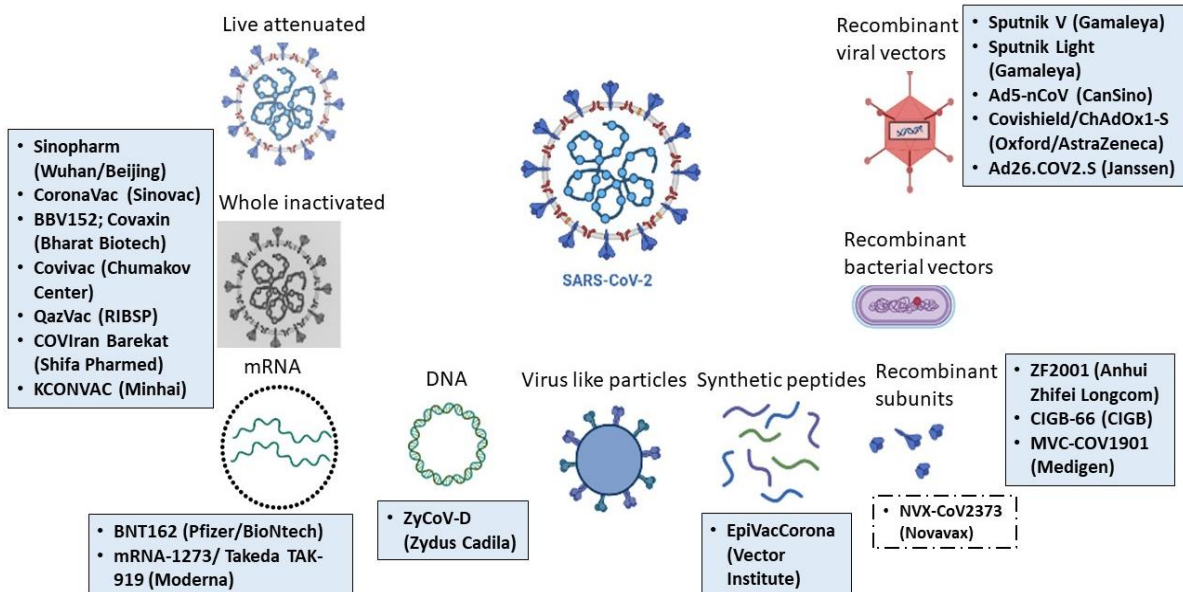 Live attenuated
• Sinopharm
(Wuhan/Beijing)
• CoronaVac (Sinovac)
• BBV152; Covaxin
(Bharat Biotech)
• Covivac (Chumakov
Center)
• QazVac (RIBSP)
• COVIran Barekat
(Shifa Pharmed)
• KCONVAC (Minhai)
Whole inactivated
SARS-CoV-2
Recombinant
viral vectors
• Sputnik V (Gamaleya)
• Sputnik Light
(Gamaleya)
• Ad5-nCoV (CanSino)
• Covishield/ChAdOx1-S
(Oxford/AstraZeneca)
• Ad26.COV2.S (Janssen)
Recombinant
bacterial vectors
mRNA
• BNT162 (Pfizer/BioNtech)
• mRNA-1273/ Takeda TAK-
919 (Moderna)
DNA
• ZyCoV-D
(Zydus Cadila)
Virus like particles
Synthetic peptides
• EpiVacCorona
(Vector
Institute)
Recombinant
subunits
• ZF2001 (Anhui
Zhifei Longcom)
• CIGB-66 (CIGB)
• MVC-COV1901
(Medigen)
• NVX-CoV2373
(Novavax)